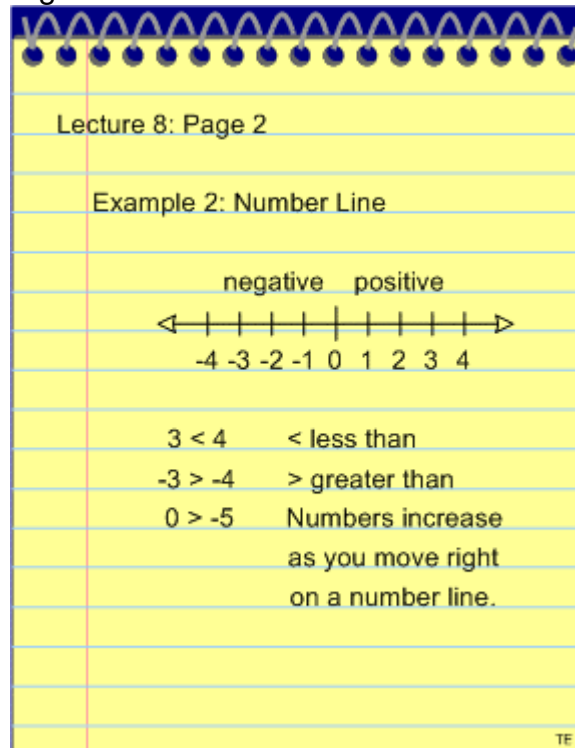 Lecture 8: Page 2
Example 2: Number Line
negative positive
-4 -3 -2 -1 0 1 2 3 4
3 < 4 < less than
-3 > -4 > greater than
0 > -5 Numbers increase
as you move right
on a number line.
TE